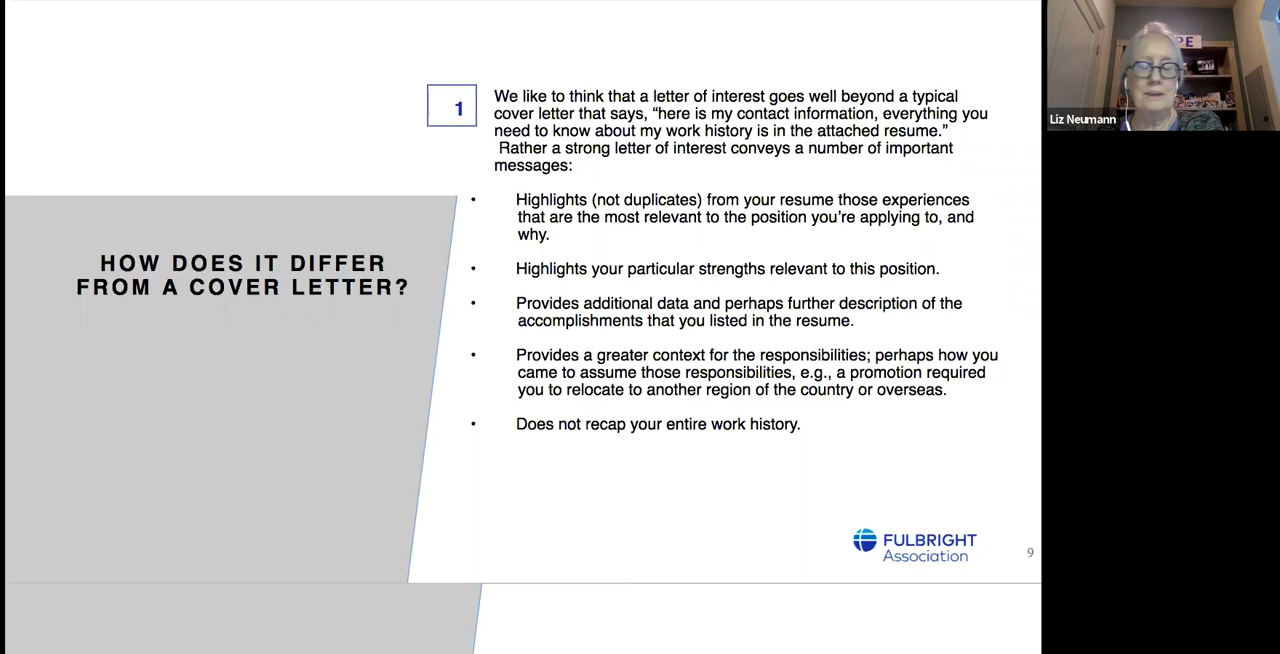 1
We like to think that a letter of interest goes well beyond a typical
cover letter that says, “here is my contact information, everything you
need to know about my work history is in the attached resume.”
Rather a strong letter of interest conveys a number of important
messages:
• Highlights (not duplicates) from your resume those experiences
that are the most relevant to the position you’re applying to, and
why.
• Highlights your particular strengths relevant to this position.
• Provides additional data and perhaps further description of the
accomplishments that you listed in the resume.
• Provides a greater context for the responsibilities; perhaps how you
came to assume those responsibilities, e.g., a promotion required
you to relocate to another region of the country or overseas.
• Does not recap your entire work history.
HOW DOES IT DIFFER
FROM A COVER LETTER?
FULBRIGHT
Association
9
PE
Liz Neumann